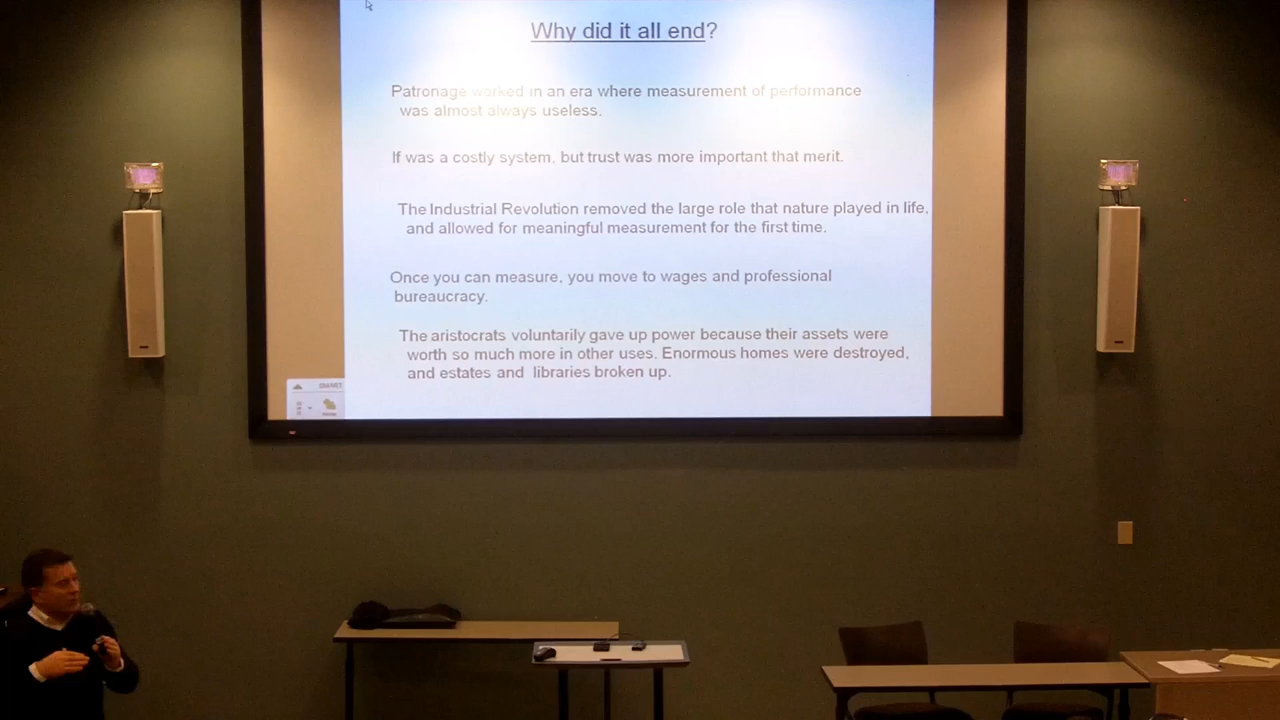 Why did it all end?
Patronage worked in an era where measurement of performance
was almost always useless.
If was a costly system, but trust was more important that merit.
The Industrial Revolution removed the large role that nature played in life,
and allowed for meaningful measurement for the first time.
Once you can measure, you move to wages and professional
bureaucracy.
The aristocrats voluntarily gave up power because their assets were
worth so much more in other uses. Enormous homes were destroyed,
and estates and libraries broken up.
SMART